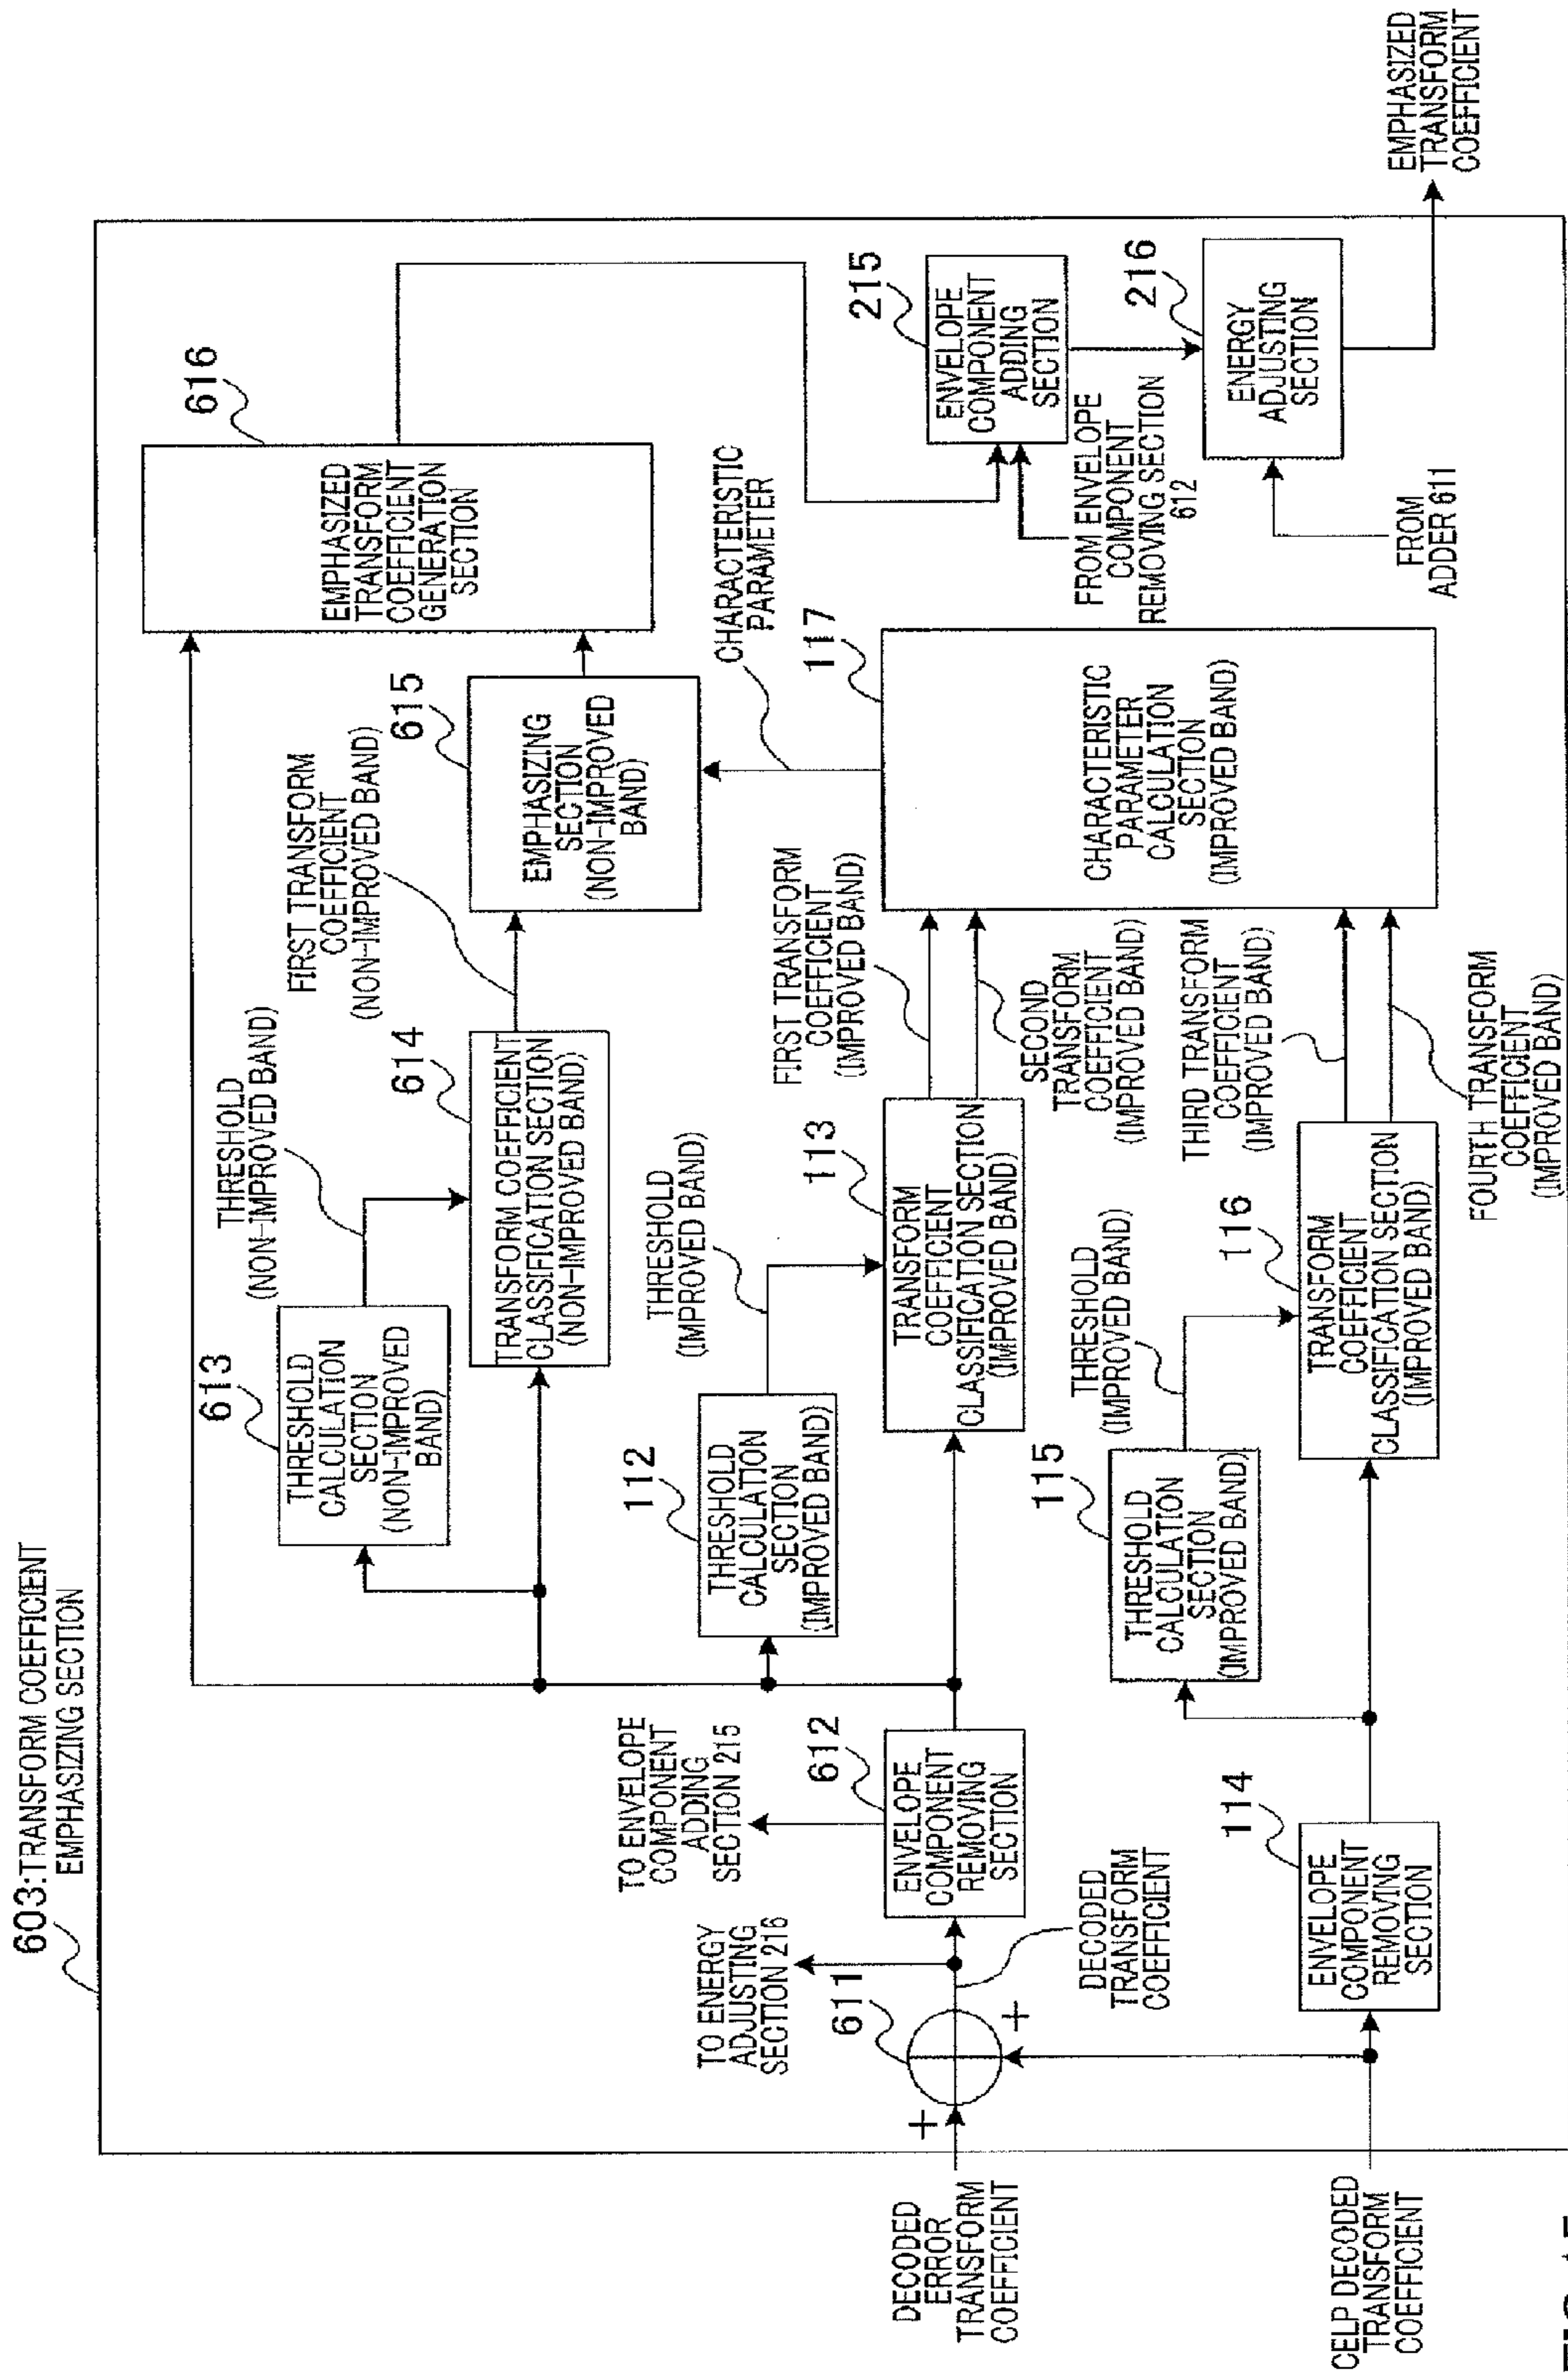 603:TRANSFORM COEFFICIENT
EMPHASIZING SECTION
DECODED
ERROR
TRANSFORM
COEFFICIENT
CELP DECODED
TRANSFORM
COEFFICIENT
+
+
611
TO ENERGY
ADJUSTING
SECTION 216
DECODED
TRANSFORM
COEFFICIENT
TO ENVELOPE
COMPONENT
ADDING
SECTION 215
612
ENVELOPE
COMPONENT
REMOVING
SECTION
114
ENVELOPE
COMPONENT
REMOVING
SECTION
613
THRESHOLD
CALCULATION
SECTION
(NON-IMPROVED
BAND)
THRESHOLD
(NON-IMPROVED BAND)
112
THRESHOLD
CALCULATION
SECTION
(IMPROVED BAND)
THRESHOLD
(IMPROVED BAND)
115
THRESHOLD
CALCULATION
SECTION
(IMPROVED BAND)
THRESHOLD
(IMPROVED BAND)
614
TRANSFORM COEFFICIENT
CLASSIFICATION SECTION
(NON-IMPROVED BAND)
FIRST TRANSFORM
COEFFICIENT
(NON-IMPROVED BAND)
113
TRANSFORM
COEFFICIENT
CLASSIFICATION SECTION
(IMPROVED BAND)
FIRST TRANSFORM
COEFFICIENT
(IMPROVED BAND)
SECOND
TRANSFORM
COEFFICIENT
(IMPROVED BAND)
116
TRANSFORM
COEFFICIENT
CLASSIFICATION SECTION
(IMPROVED BAND)
THIRD TRANSFORM
COEFFICIENT
(IMPROVED BAND)
FOURTH TRANSFORM
COEFFICIENT
(IMPROVED BAND)
615
EMPHASIZING
SECTION
(NON-IMPROVED
BAND)
CHARACTERISTIC
PARAMETER
117
CHARACTERISTIC
PARAMETER
CALCULATION
SECTION
(IMPROVED BAND)
616
EMPHASIZED
TRANSFORM
COEFFICIENT
GENERATION
SECTION
215
ENVELOPE
COMPONENT
ADDING
SECTION
FROM ENVELOPE
COMPONENT
REMOVING SECTION
612
216
ENERGY
ADJUSTING
SECTION
FROM
ADDER 611
EMPHASIZED
TRANSFORM
COEFFICIENT